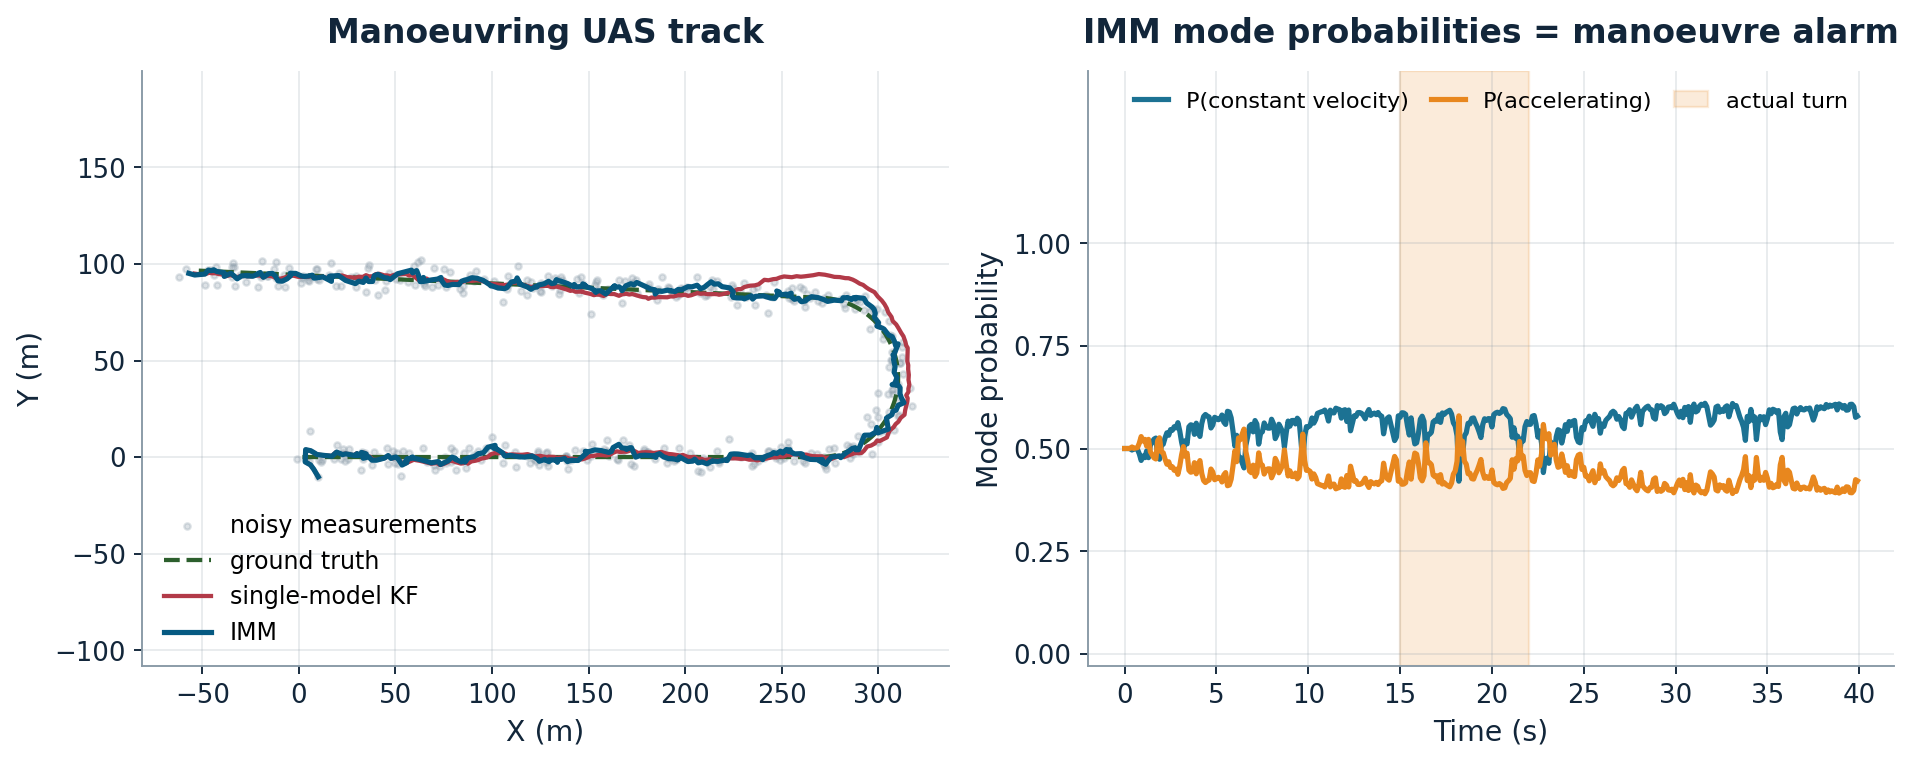 Manoeuvring UAS track
150
100
50
0
−50
−100
Y (m)
noisy measurements
ground truth
single-model KF
IMM
−50 0 50 100 150 200 250 300
X (m)
IMM mode probabilities = manoeuvre alarm
P(constant velocity) P(accelerating) actual turn
1.00
0.75
0.50
0.25
0.00
Mode probability
0 5 10 15 20 25 30 35 40
Time (s)